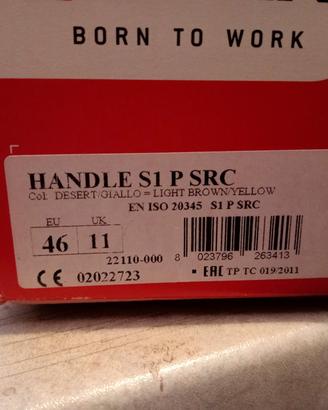 BORN TO WORK
HANDLE S1 P SRC
Col: DESERT/GIALLO = LIGHT BROWN/YELLOW
EN ISO 20345 S1 P SRC
EU UK
46 11
22110-000
8 023796 263413
CE 02022723
EAC TP TC 019/2011